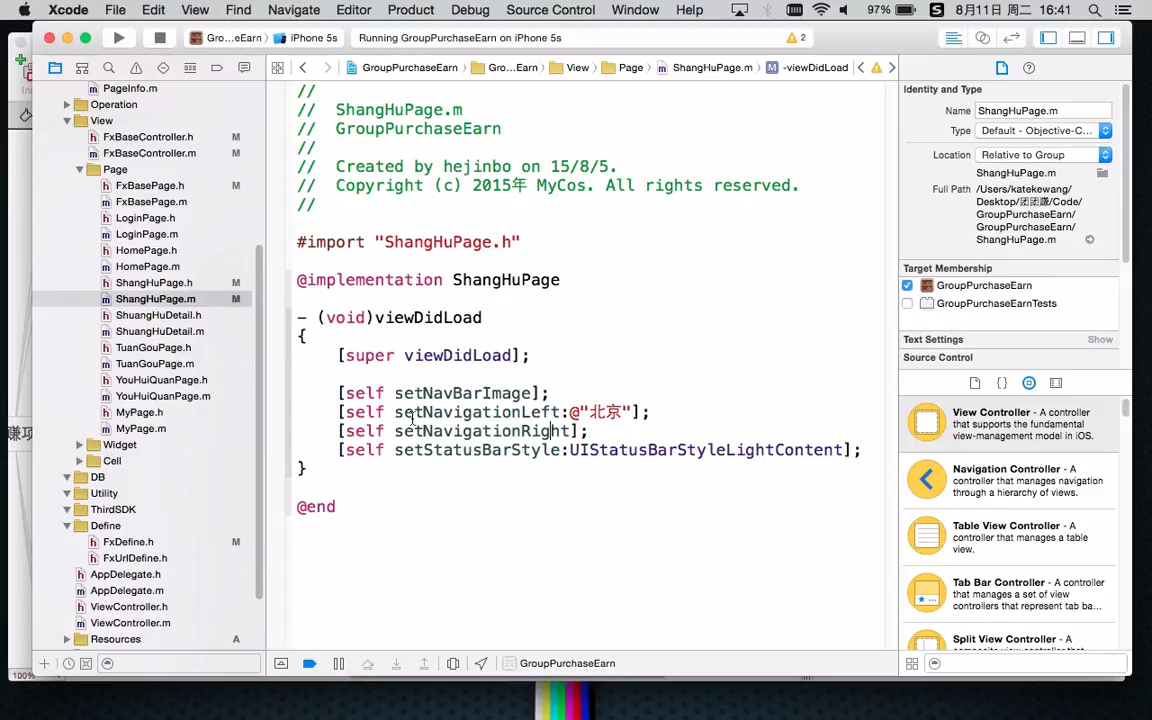 Xcode File Edit View Find Navigate Editor Product Debug Source Control Window Help 97% S 8月11日 周二 16:41
Gro...eEarn iPhone 5s Running GroupPurchaseEarn on iPhone 5s 2
GroupPurchaseEarn Gro...Earn View Page ShangHuPage.m M -viewDidLoad
PageInfo.m
Operation
View
FxBaseController.h M
FxBaseController.m M
Page
FxBasePage.h M
FxBasePage.m
LoginPage.h
LoginPage.m
HomePage.h
HomePage.m
ShangHuPage.h M
ShangHuPage.m M
ShuangHuDetail.h
ShuangHuDetail.m
TuanGouPage.h
TuanGouPage.m
YouHuiQuanPage.h
YouHuiQuanPage.m
MyPage.h
MyPage.m
Widget
Cell
DB
Utility
ThirdSDK
Define
FxDefine.h M
FxUrlDefine.h
AppDelegate.h
AppDelegate.m
ViewController.h
ViewController.m
Resources A
//
// ShangHuPage.m
// GroupPurchaseEarn
//
// Created by hejinbo on 15/8/5.
// Copyright (c) 2015年 MyCos. All rights reserved.
//
#import "ShangHuPage.h"
@implementation ShangHuPage
- (void)viewDidLoad
{
[super viewDidLoad];
[self setNavBarImage];
[self setNavigationLeft:@"北京"];
[self setNavigationRight];
[self setStatusBarStyle:UIStatusBarStyleLightContent];
}
@end
GroupPurchaseEarn
Identity and Type
Name ShangHuPage.m
Type Default - Objective-C...
Location Relative to Group
ShangHuPage.m
Full Path /Users/katekewang/
Desktop/团团赚/Code/
GroupPurchaseEarn/
GroupPurchaseEarn/
ShangHuPage.m
Target Membership
GroupPurchaseEarn
GroupPurchaseEarnTests
Text Settings Show
Source Control
View Controller - A controller
that supports the fundamental
view-management model in iOS.
Navigation Controller - A
controller that manages navigation
through a hierarchy of views.
Table View Controller - A
controller that manages a table
view.
Tab Bar Controller - A controller
that manages a set of view
controllers that represent tab ba...
Split View Controller - A
赚项
100%